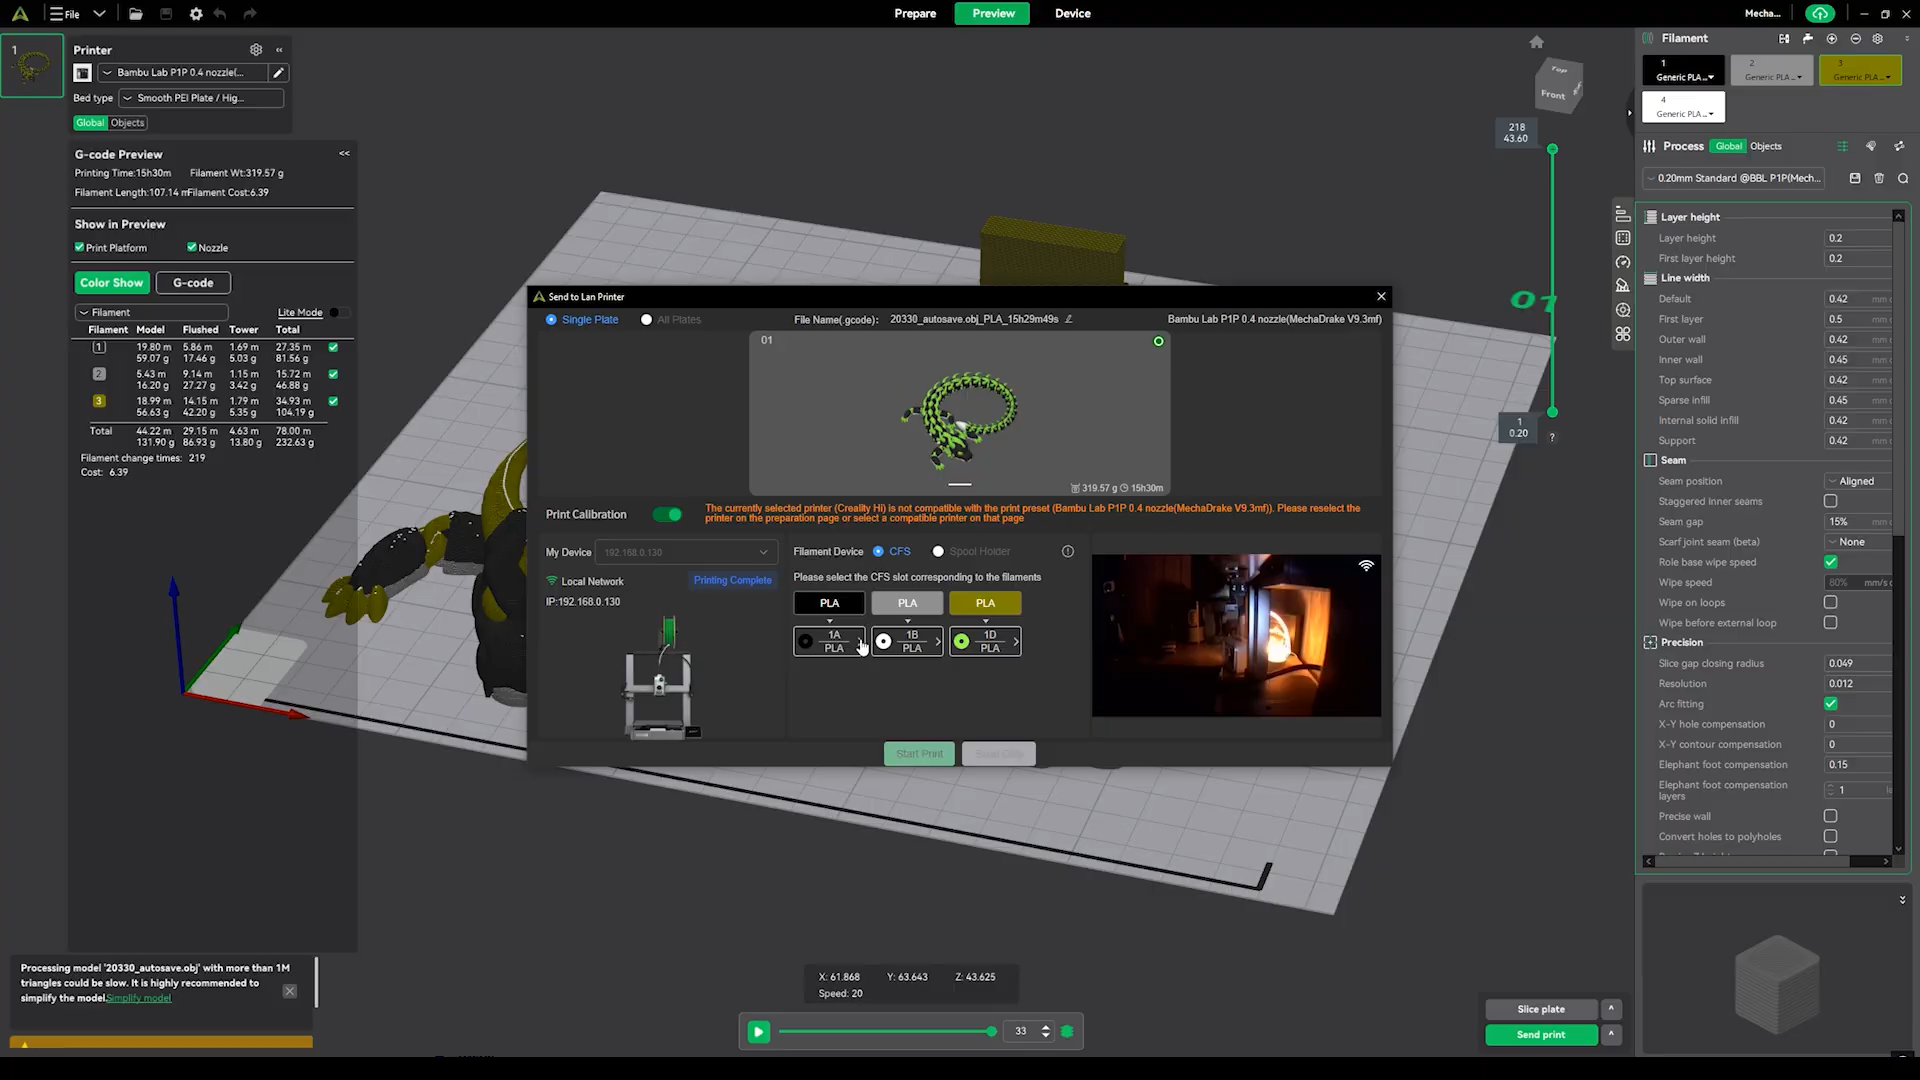 File
Prepare
Preview
Device
Mecha...
1
Printer
Bambu Lab P1P 0.4 nozzle(...
Bed type
Smooth PEI Plate / Hig...
Global
Objects
G-code Preview
<<
Printing Time:15h30m
Filament Wt:319.57 g
Filament Length:107.14 m
Filament Cost:6.39
Show in Preview
Print Platform
Nozzle
Color Show
G-code
Filament
Lite Mode
Filament Model Flushed Tower Total
1 19.80 m 5.86 m 1.69 m 27.35 m
59.07 g 17.46 g 5.03 g 81.56 g
2 5.43 m 9.14 m 1.15 m 15.72 m
16.20 g 27.27 g 3.42 g 46.88 g
3 18.99 m 14.15 m 1.79 m 34.93 m
56.63 g 42.20 g 5.35 g 104.19 g
Total 44.22 m 29.15 m 4.63 m 78.00 m
131.90 g 86.93 g 13.80 g 232.63 g
Filament change times: 219
Cost: 6.39
Processing model '20330_autosave.obj' with more than 1M
triangles could be slow. It is highly recommended to
simplify the model.Simplify model
Top
Front
218
43.60
01
1
0.20
?
Send to Lan Printer
Single Plate
All Plates
File Name(.gcode):
20330_autosave.obj_PLA_15h29m49s
Bambu Lab P1P 0.4 nozzle(MechaDrake V9.3mf)
01
319.57 g
15h30m
Print Calibration
The currently selected printer (Creality Hi) is not compatible with the print preset (Bambu Lab P1P 0.4 nozzle(MechaDrake V9.3mf)). Please reselect the
printer on the preparation page or select a compatible printer on that page
My Device
192.168.0.130
Local Network
Printing Complete
IP:192.168.0.130
Filament Device
CFS
Spool Holder
Please select the CFS slot corresponding to the filaments
PLA PLA PLA
1A 1B 1D
PLA PLA PLA
Start Print
X: 61.868
Y: 63.643
Z: 43.625
Speed: 20
33
Slice plate
Send print
Filament
1
Generic PLA ...
2
Generic PLA ...
3
Generic PLA ...
4
Generic PLA ...
Process
Global
Objects
0.20mm Standard @BBL P1P(Mech...
Layer height
Layer height 0.2
First layer height 0.2
Line width
Default 0.42
First layer 0.5
Outer wall 0.42
Inner wall 0.45
Top surface 0.42
Sparse infill 0.45
Internal solid infill 0.42
Support 0.42
Seam
Seam position Aligned
Staggered inner seams
Seam gap 15%
Scarf joint seam (beta) None
Role base wipe speed
Wipe speed 80% mm/s
Wipe on loops
Wipe before external loop
Precision
Slice gap closing radius 0.049
Resolution 0.012
Arc fitting
X-Y hole compensation 0
X-Y contour compensation 0
Elephant foot compensation 0.15
Elephant foot compensation
layers 1
Precise wall
Convert holes to polyholes